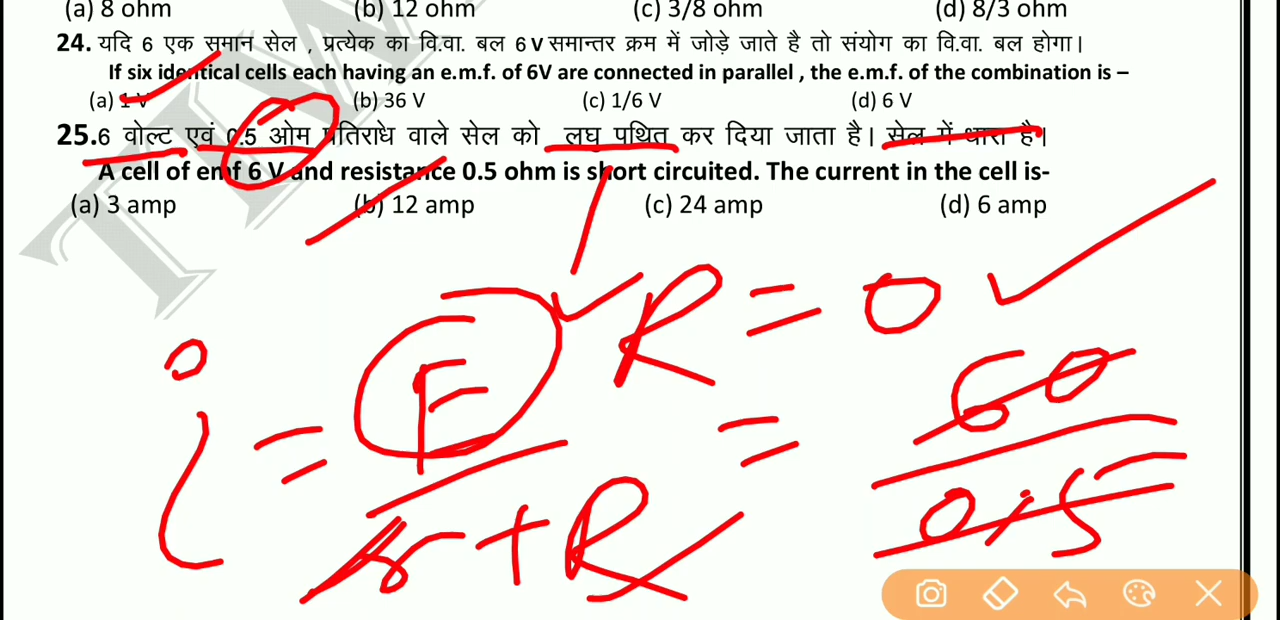 (a) 8 ohm (b) 12 ohm (c) 3/8 ohm (d) 8/3 ohm
24. यदि 6 एक समान सेल , प्रत्येक का वि.वा. बल 6 v समान्तर क्रम में जोड़े जाते है तो संयोग का वि.वा. बल होगा।
If six identical cells each having an e.m.f. of 6V are connected in parallel , the e.m.f. of the combination is –
(a) 1 V (b) 36 V (c) 1/6 V (d) 6 V
25.6 वोल्ट एवं 0.5 ओम प्रतिराधे वाले सेल को लघु पथित कर दिया जाता है। सेल में धारा है।
A cell of emf 6 V and resistance 0.5 ohm is short circuited. The current in the cell is-
(a) 3 amp (b) 12 amp (c) 24 amp (d) 6 amp
R = 0
i = E / r + R = 60 / 0.5